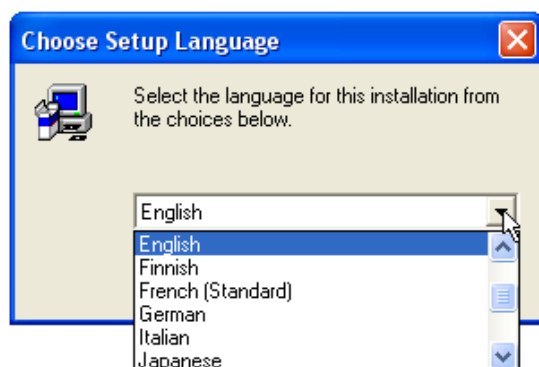 Choose Setup Language
Select the language for this installation from
the choices below.
English
English
Finnish
French (Standard)
German
Italian
Japanese